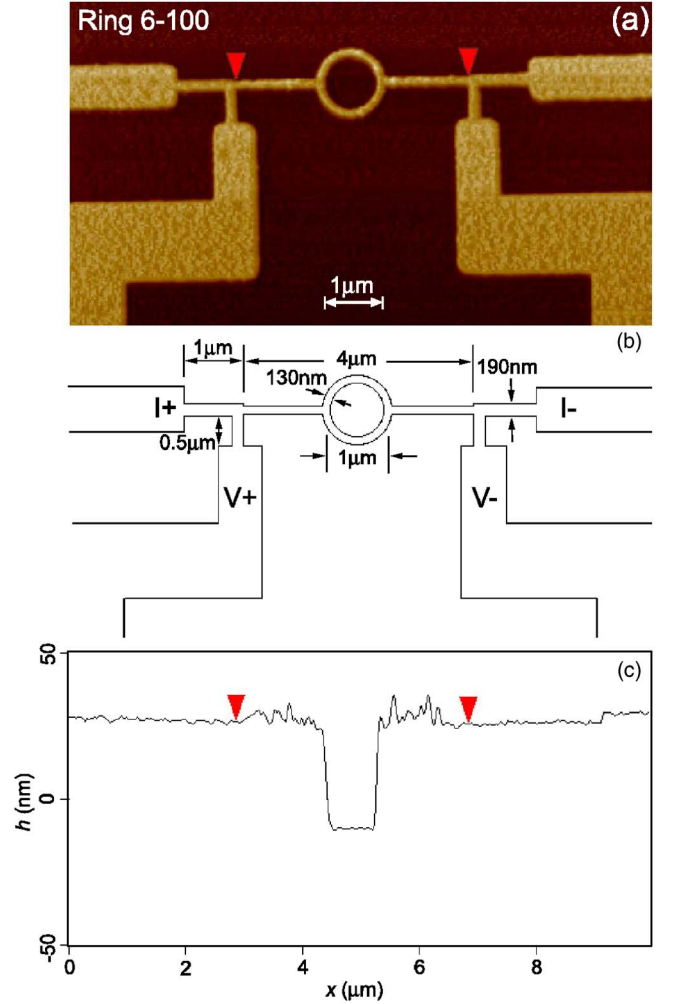 Ring 6-100
(a)
1μm
(b)
1μm
4μm
190nm
130nm
I+
I-
0.5μm
1μm
V+
V-
50
(c)
h (nm)
0
-50
0
2
4
6
8
x (μm)